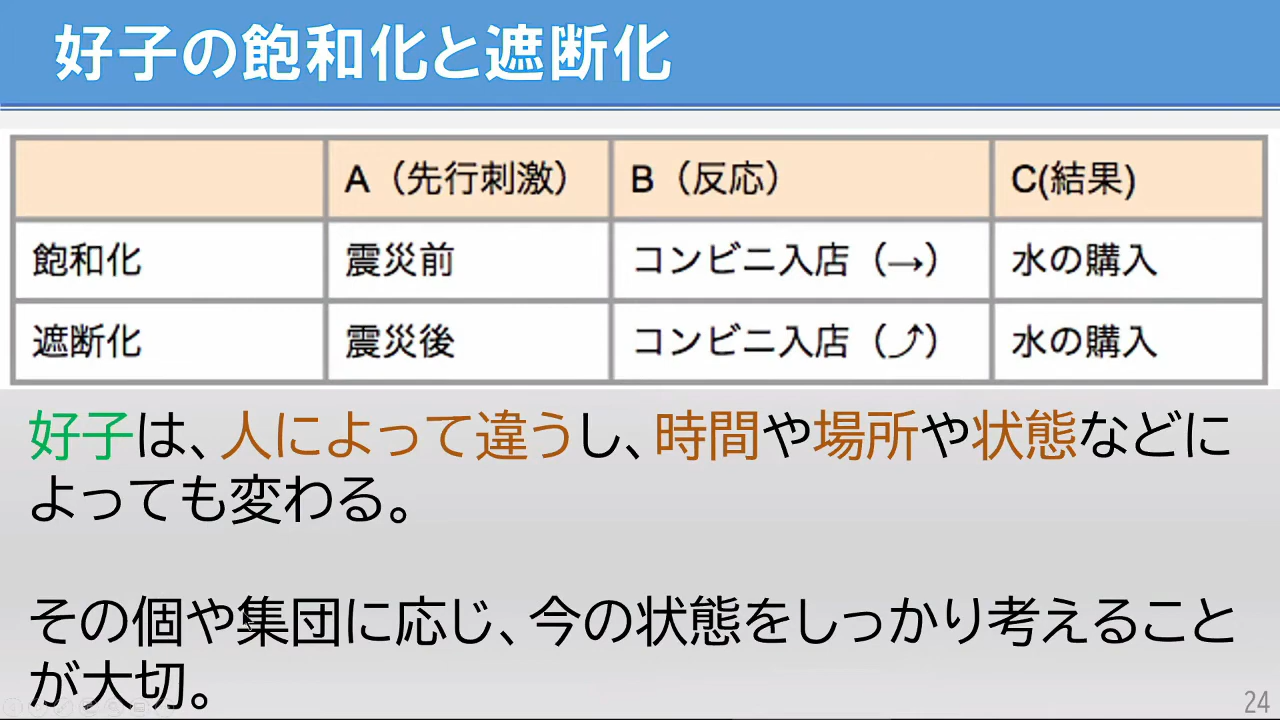 好子の飽和化と遮断化
A（先行刺激） B（反応） C(結果)
飽和化 震災前 コンビニ入店（→） 水の購入
遮断化 震災後 コンビニ入店（⤴） 水の購入
好子は、人によって違うし、時間や場所や状態などに
よっても変わる。
その個や集団に応じ、今の状態をしっかり考えること
が大切。
24